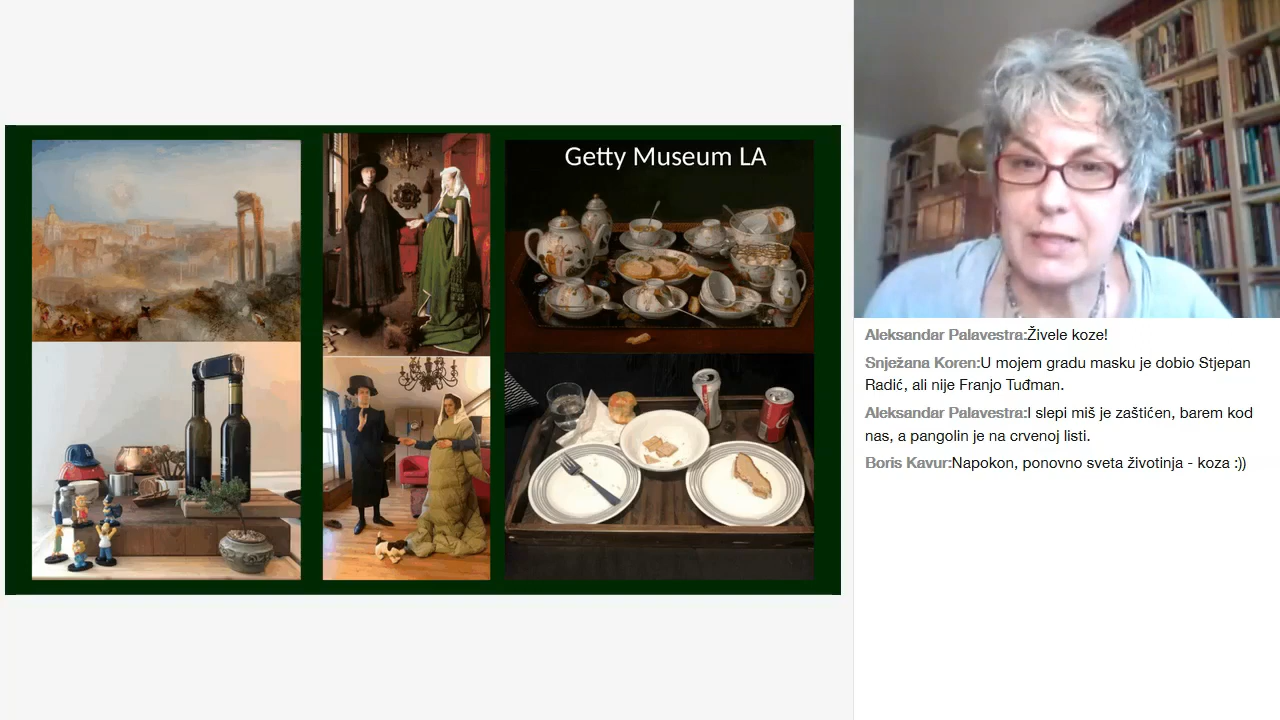 Getty Museum LA
Aleksandar Palavestra:Živele koze!
Snježana Koren:U mojem gradu masku je dobio Stjepan
Radić, ali nije Franjo Tuđman.
Aleksandar Palavestra:I slepi miš je zaštićen, barem kod
nas, a pangolin je na crvenoj listi.
Boris Kavur:Napokon, ponovno sveta životinja - koza :))